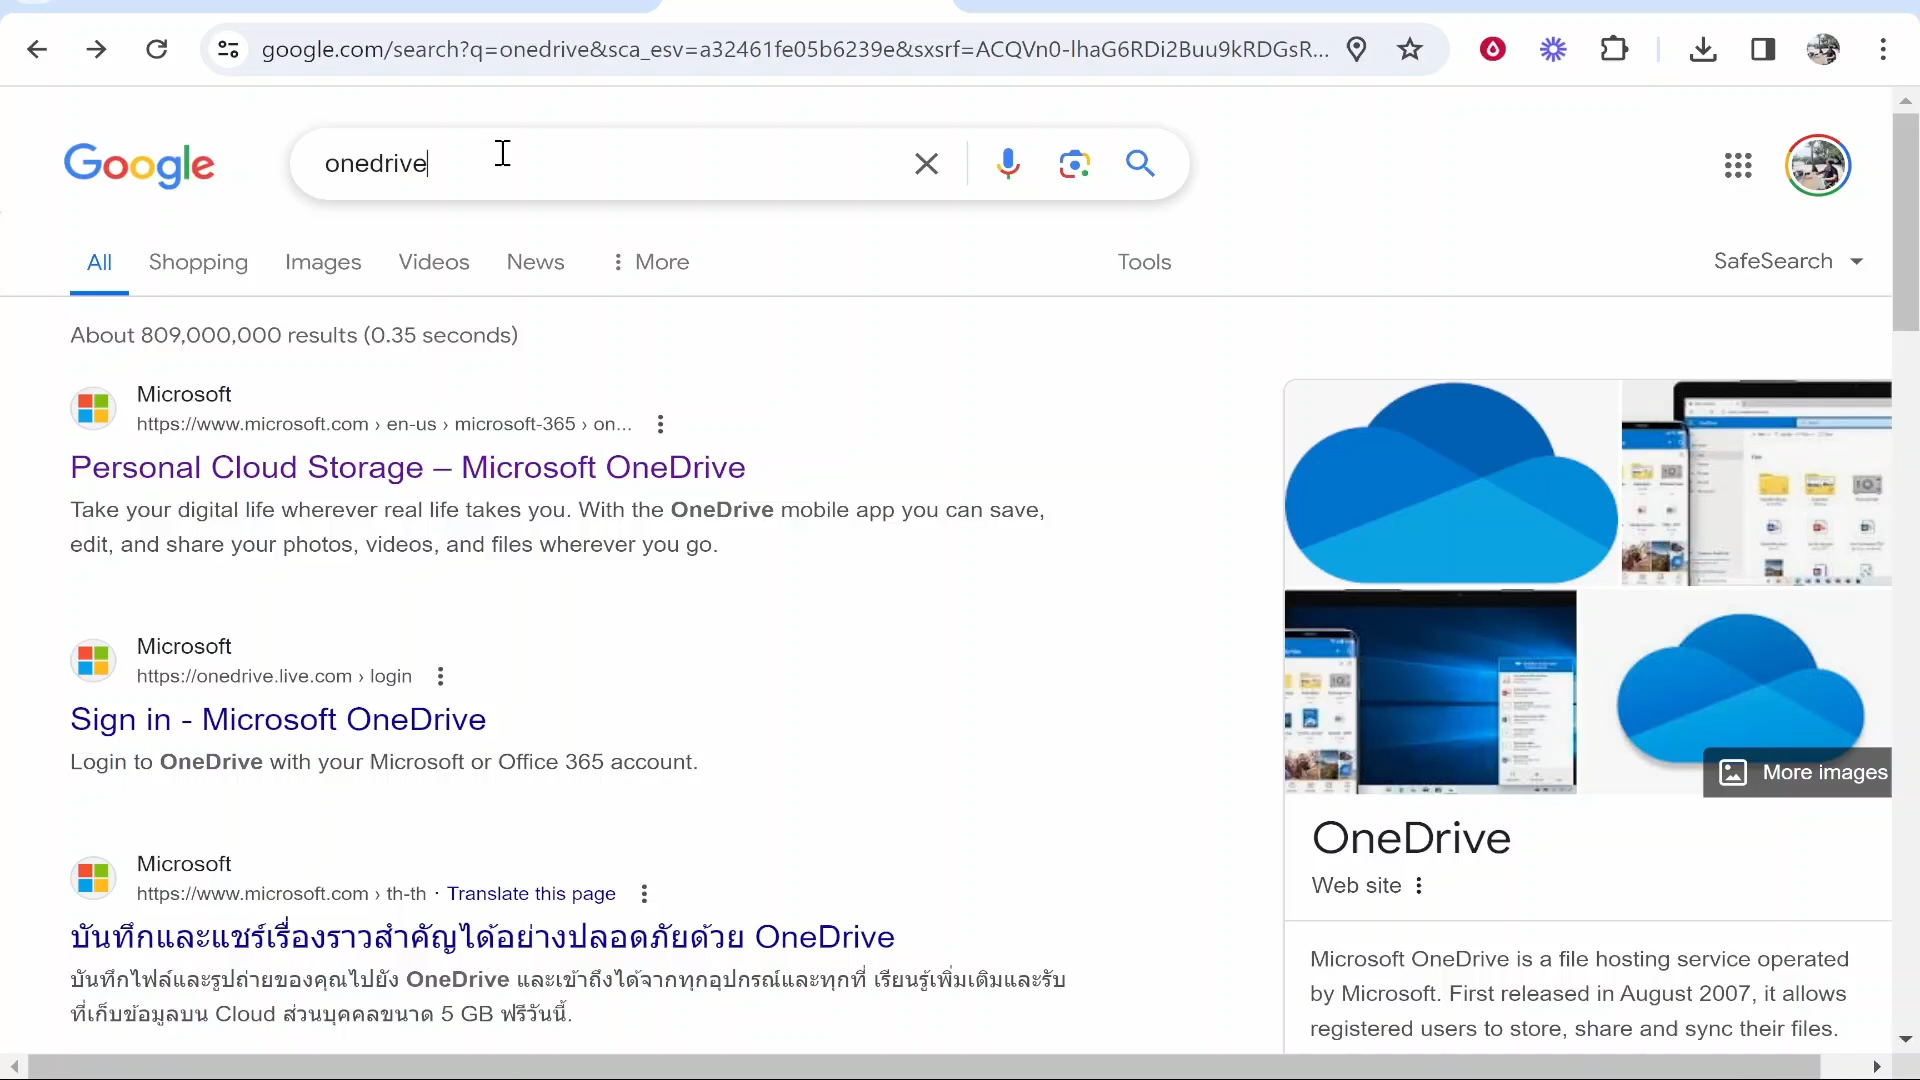 google.com/search?q=onedrive&sca_esv=a32461fe05b6239e&sxsrf=ACQVn0-lhaG6RDi2Buu9kRDGsR...
Google
onedrive
All Shopping Images Videos News More Tools SafeSearch
About 809,000,000 results (0.35 seconds)
Microsoft
https://www.microsoft.com › en-us › microsoft-365 › on...
Personal Cloud Storage – Microsoft OneDrive
Take your digital life wherever real life takes you. With the OneDrive mobile app you can save,
edit, and share your photos, videos, and files wherever you go.
Microsoft
https://onedrive.live.com › login
Sign in - Microsoft OneDrive
Login to OneDrive with your Microsoft or Office 365 account.
Microsoft
https://www.microsoft.com › th-th · Translate this page
บันทึกและแชร์เรื่องราวสำคัญได้อย่างปลอดภัยด้วย OneDrive
บันทึกไฟล์และรูปถ่ายของคุณไปยัง OneDrive และเข้าถึงได้จากทุกอุปกรณ์และทุกที่ เรียนรู้เพิ่มเติมและรับ
ที่เก็บข้อมูลบน Cloud ส่วนบุคคลขนาด 5 GB ฟรีวันนี้.
More images
OneDrive
Web site
Microsoft OneDrive is a file hosting service operated
by Microsoft. First released in August 2007, it allows
registered users to store, share and sync their files.